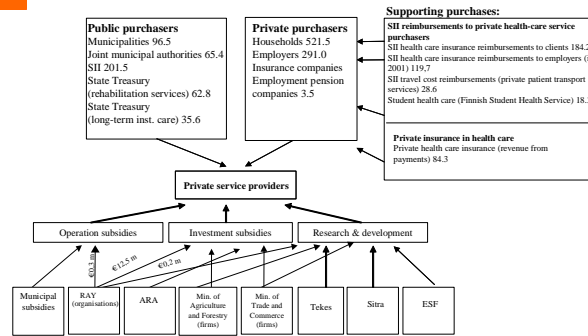 Supporting purchases:
Public purchasers
Municipalities 96.5
Joint municipal authorities 65.4
SII 201.5
State Treasury
(rehabilitation services) 62.8
State Treasury
(long-term inst. care) 35.6
Private purchasers
Households 521.5
Employers 291.0
Insurance companies
Employment pension
companies 3.5
SII reimbursements to private health-care service
purchasers
SII health care insurance reimbursements to clients 184.2
SII health care insurance reimbursements to employers (
2001) 119,7
SII travel cost reimbursements (private patient transport
services) 28.6
Student health care (Finnish Student Health Service) 18.
Private insurance in health care
Private health care insurance (revenue from
payments) 84.3
Private service providers
Operation subsidies
Investment subsidies
Research & development
€0,3 m
€12,5 m
€0,2 m
Municipal
subsidies
RAY
(organisations)
ARA
Min. of
Agriculture
and Forestry
(firms)
Min. of
Trade and
Commerce
(firms)
Tekes
Sitra
ESF